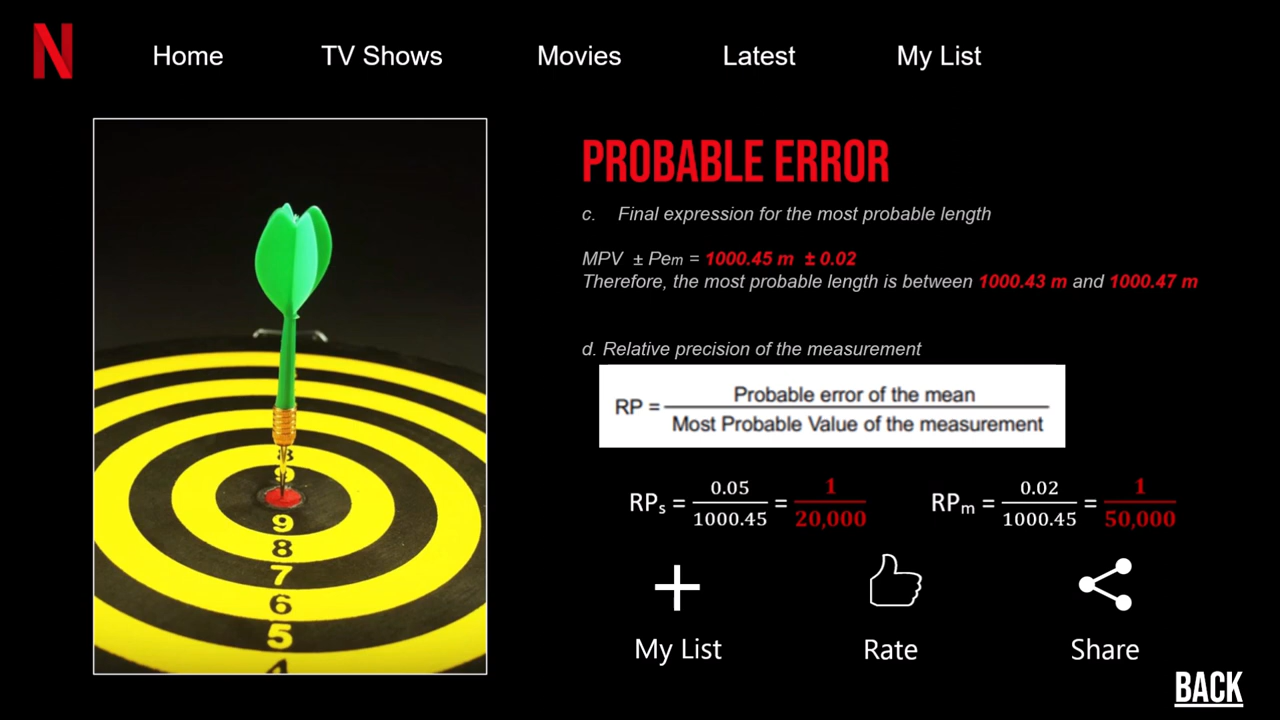 N
Home TV Shows Movies Latest My List
PROBABLE ERROR
c. Final expression for the most probable length
MPV ± Pem = 1000.45 m ± 0.02
Therefore, the most probable length is between 1000.43 m and 1000.47 m
d. Relative precision of the measurement
RP = Probable error of the mean / Most Probable Value of the measurement
RPs = 0.05 / 1000.45 = 1 / 20,000
RPm = 0.02 / 1000.45 = 1 / 50,000
8
9
9
8
7
6
5
4
My List Rate Share
BACK